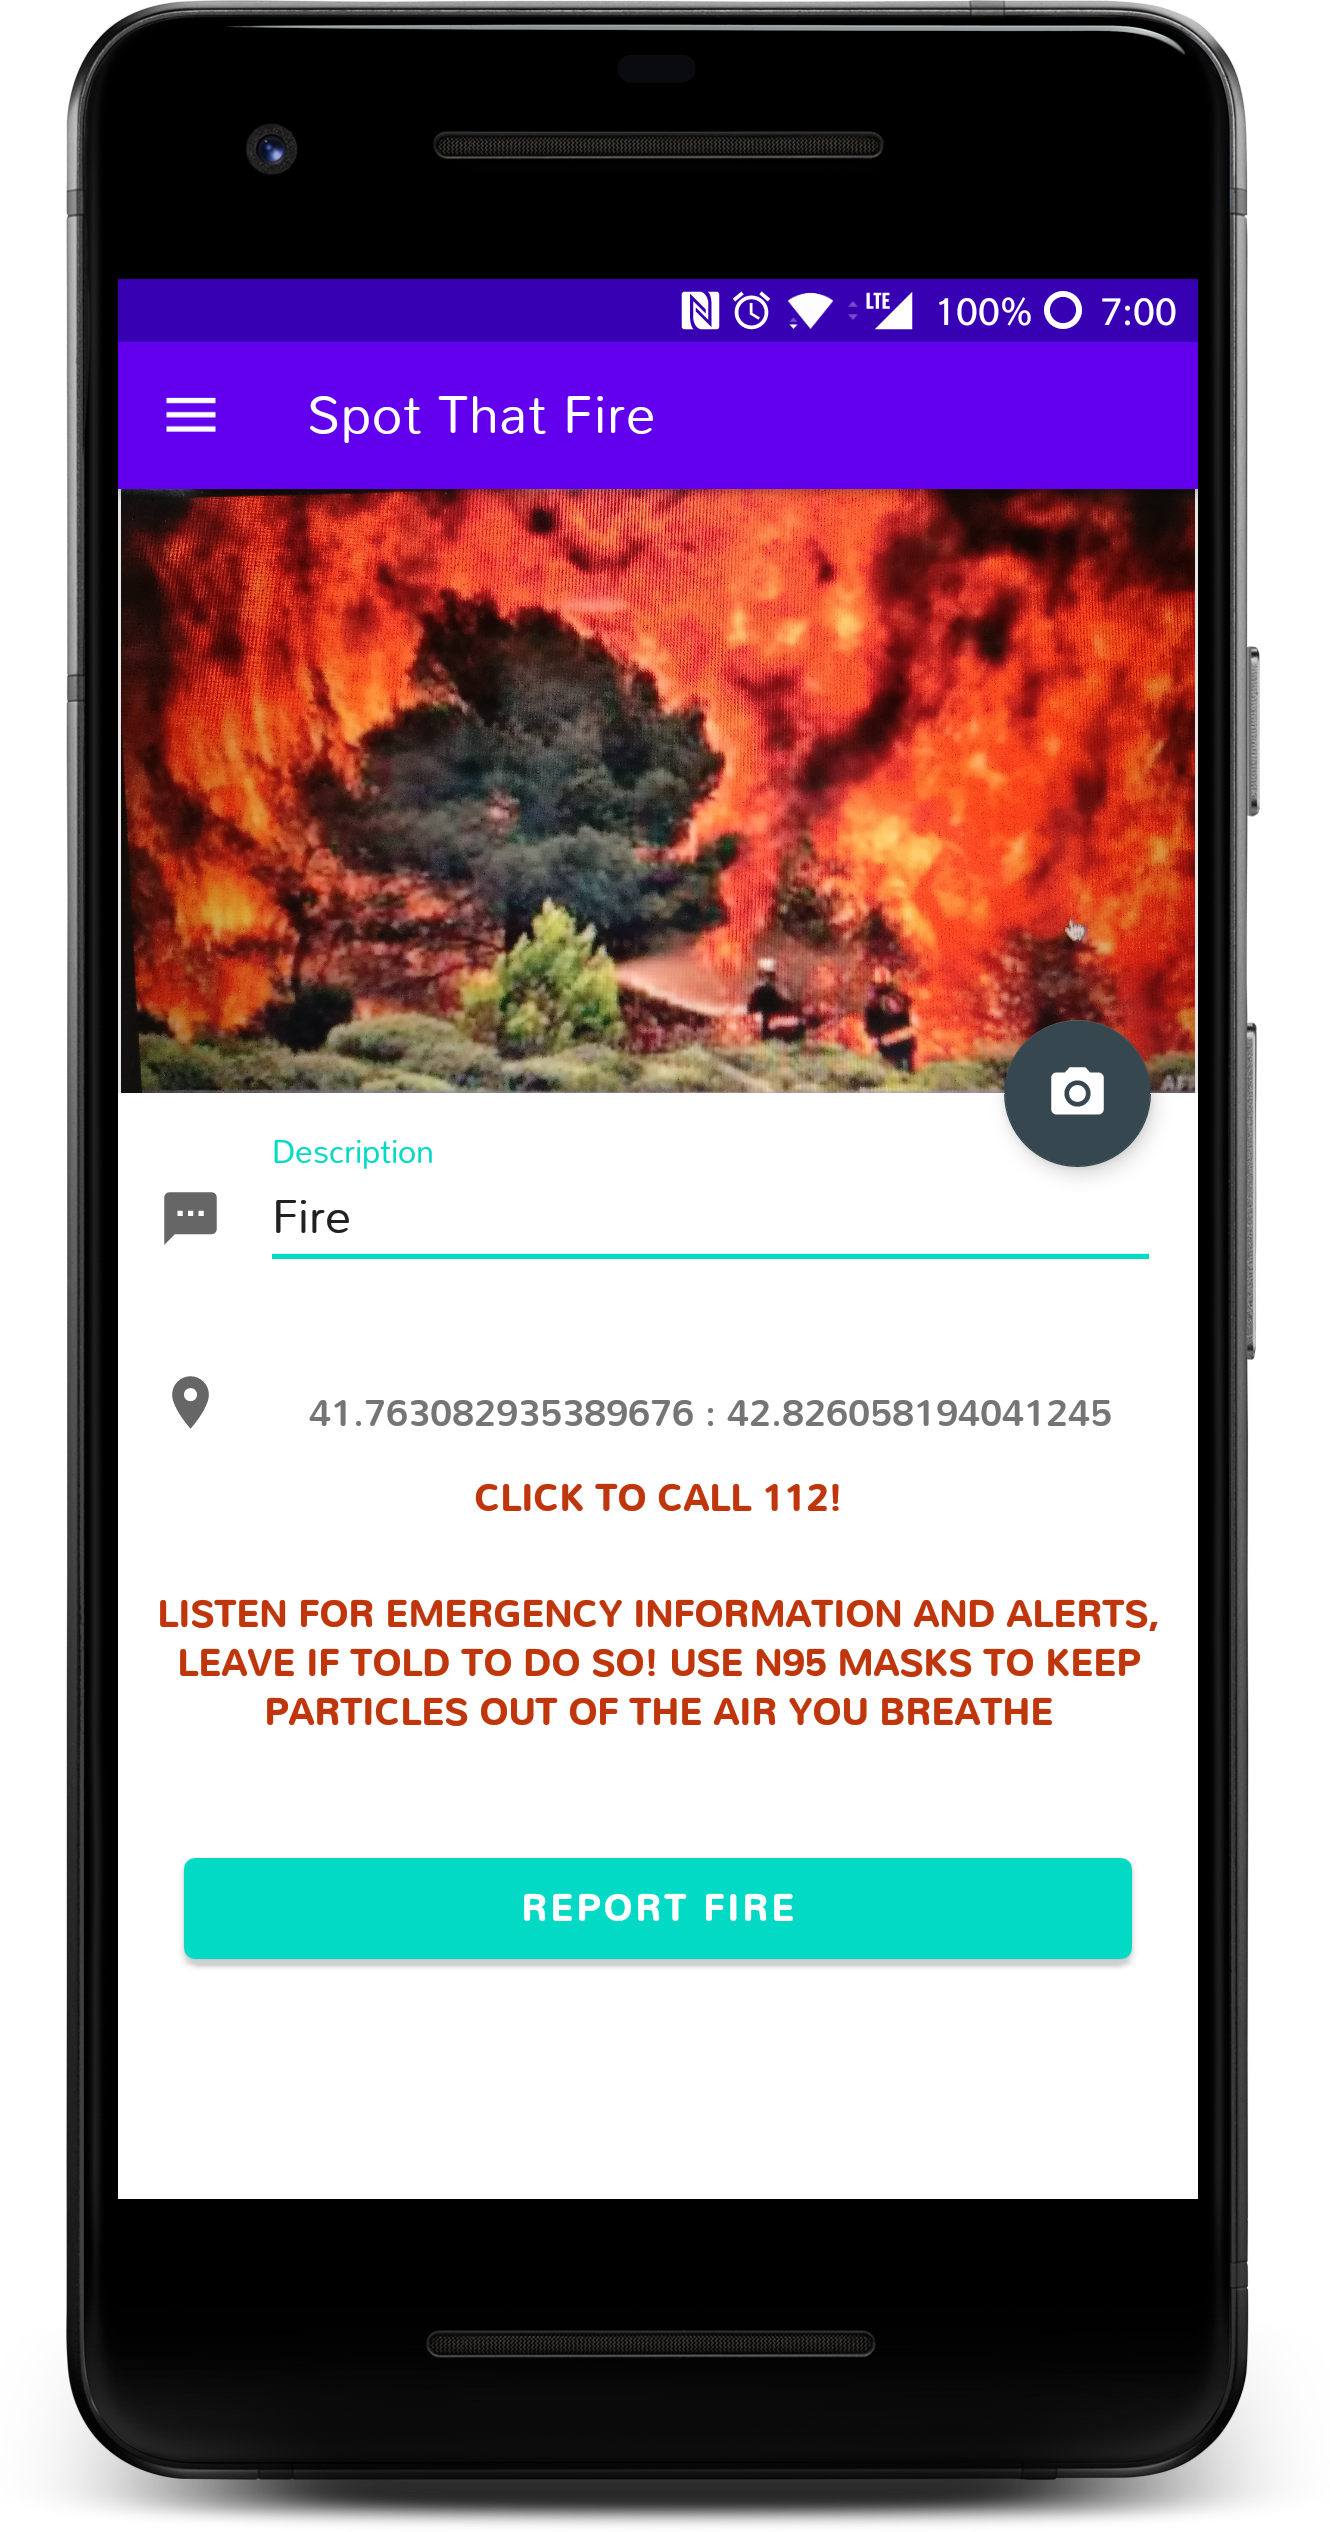 LTE 100% 7:00
Spot That Fire
Description
Fire
41.763082935389676 : 42.826058194041245
CLICK TO CALL 112!
LISTEN FOR EMERGENCY INFORMATION AND ALERTS,
LEAVE IF TOLD TO DO SO! USE N95 MASKS TO KEEP
PARTICLES OUT OF THE AIR YOU BREATHE
REPORT FIRE